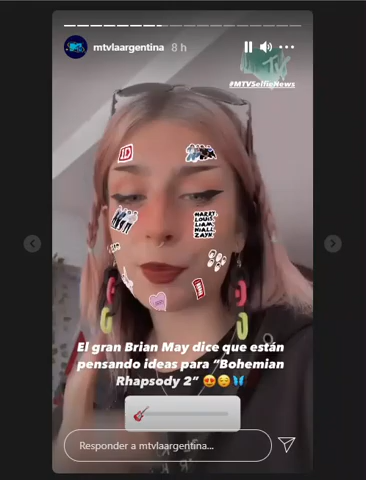 mtvlaargentina 8 h
MTV
#MTVSelfieNews
1D
HARRY
LOUIS
LIAM
NIALL
ZAYN
El gran Brian May dice que están
pensando ideas para “Bohemian
Rhapsody 2” 😍😏🦋
Responder a mtvlaargentina...